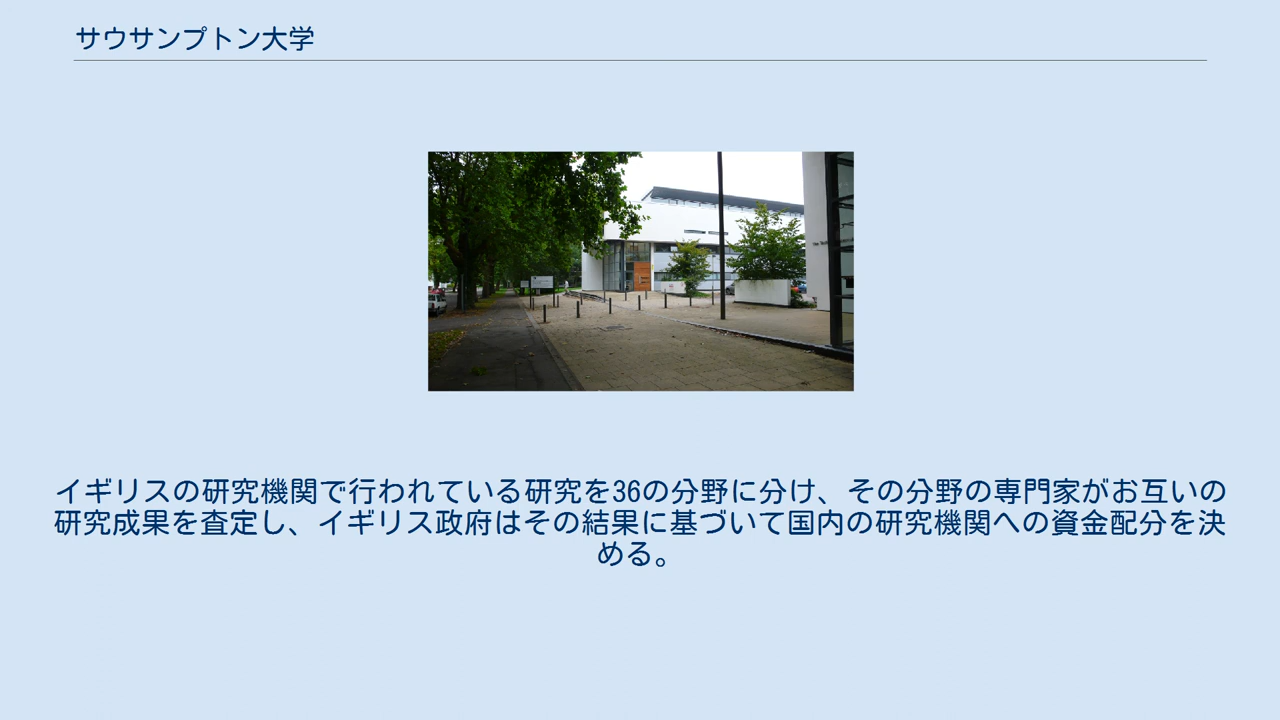 サウサンプトン大学
イギリスの研究機関で行われている研究を36の分野に分け、その分野の専門家がお互いの
研究成果を査定し、イギリス政府はその結果に基づいて国内の研究機関への資金配分を決
める。